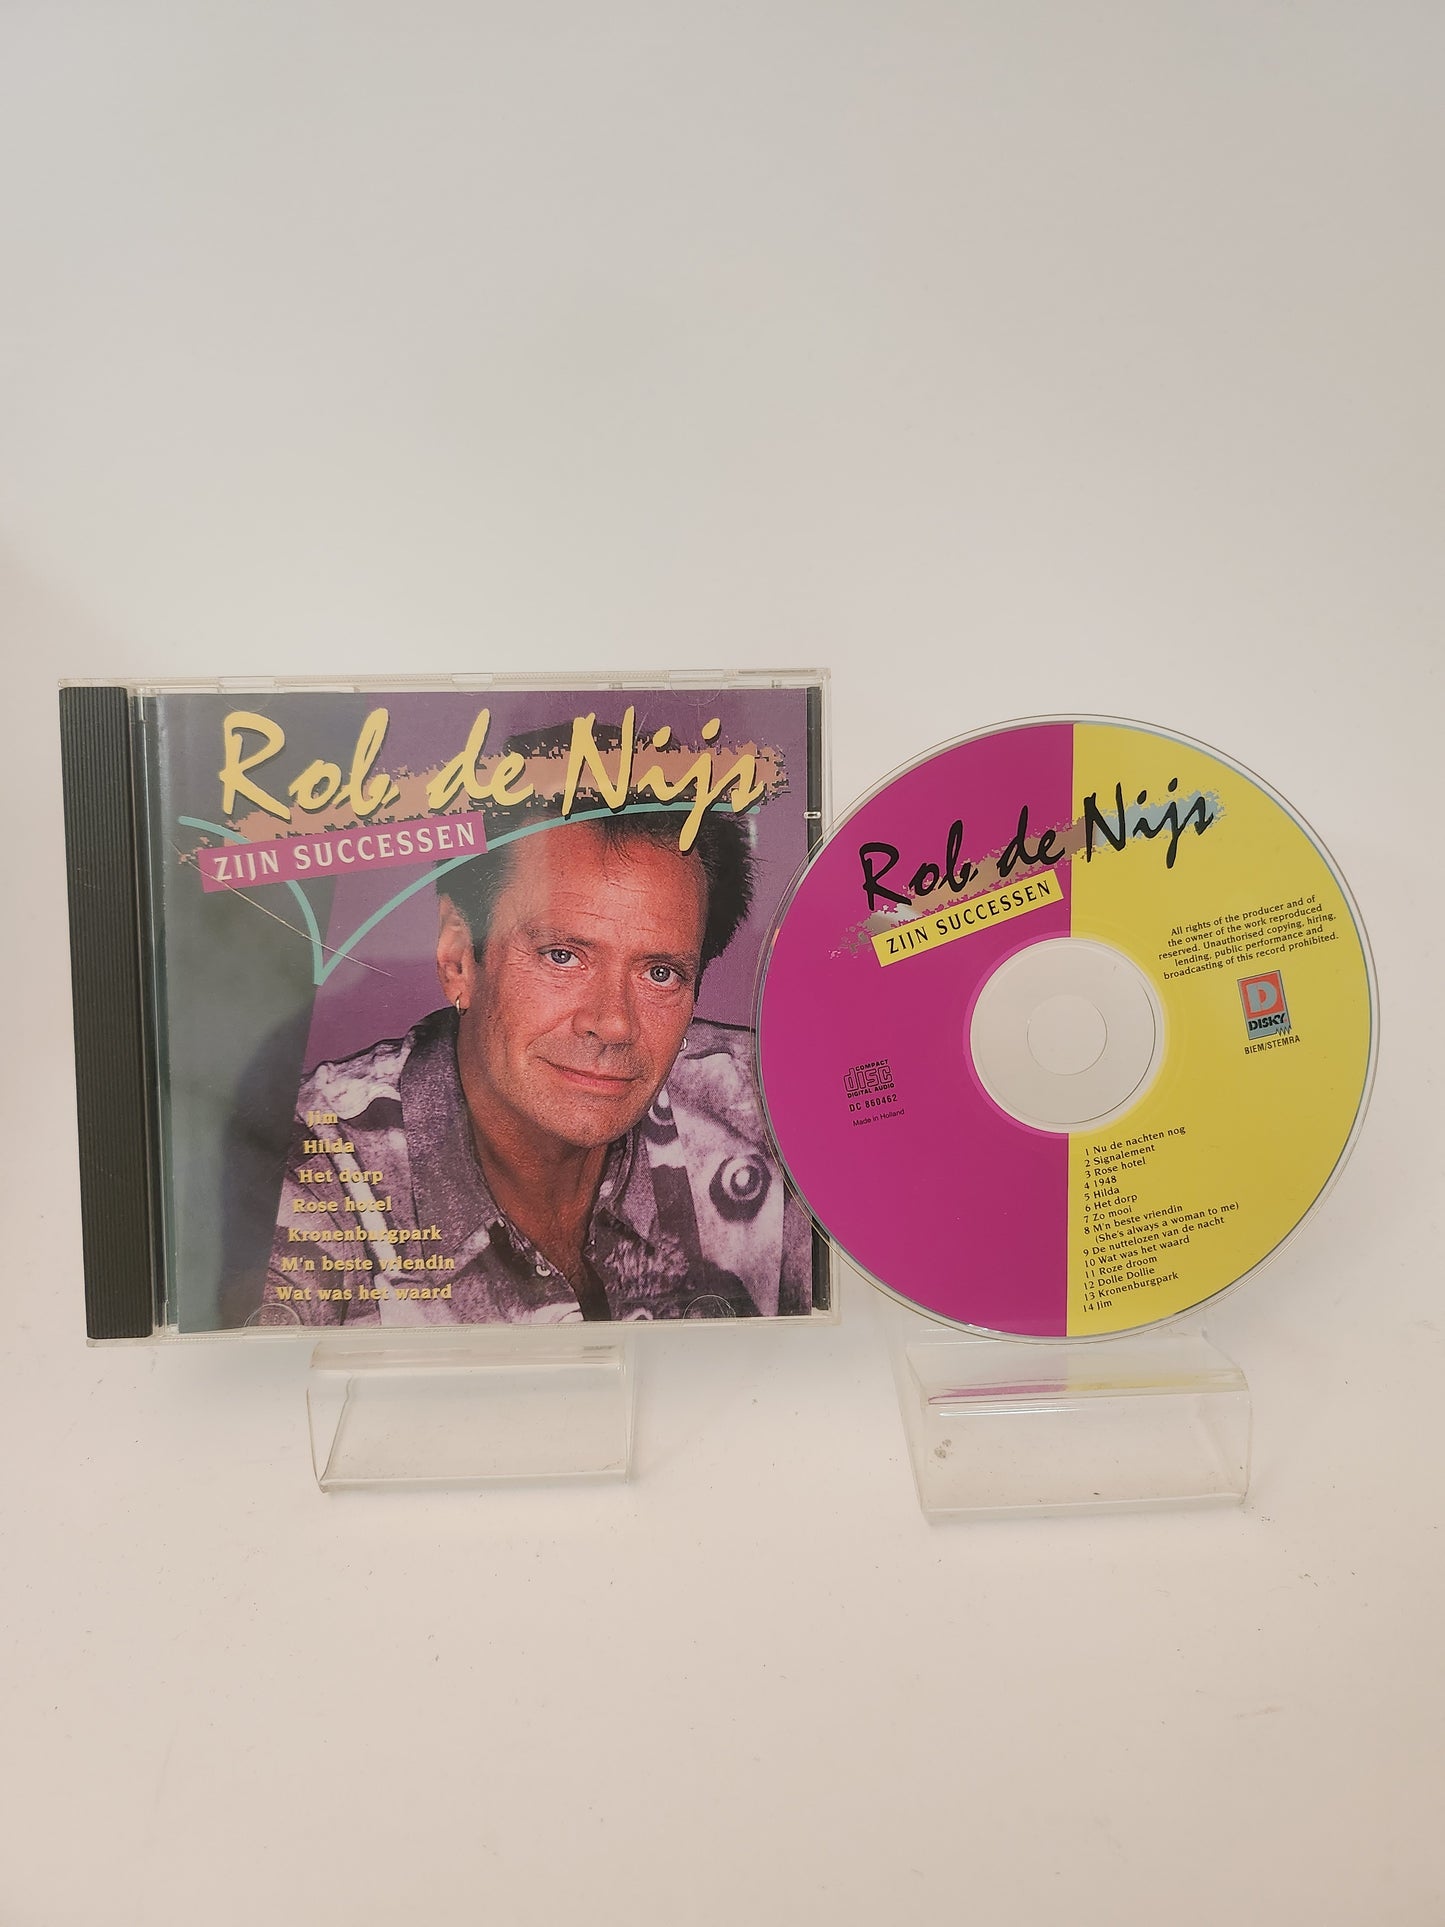 Rob de Nijs
ZIJN SUCCESSEN
Jim
Hilda
Het dorp
Rose hotel
Kronenburgpark
M'n beste vriendin
Wat was het waard
Rob de Nijs
ZIJN SUCCESSEN
All rights of the producer and of
the owner of the work reproduced
reserved. Unauthorised copying, hiring,
lending, public performance and
broadcasting of this record prohibited.
D
DISKY
BIEM/STEMRA
COMPACT
disc
DIGITAL AUDIO
DC 860462
Made in Holland
1 Nu de nachten nog
2 Signalement
3 Rose hotel
4 1948
5 Hilda
6 Het dorp
7 Zo mooi
8 M'n beste vriendin
(She's always a woman to me)
9 De nuttelozen van de nacht
10 Wat was het waard
11 Roze droom
12 Dolle Dollie
13 Kronenburgpark
14 Jim